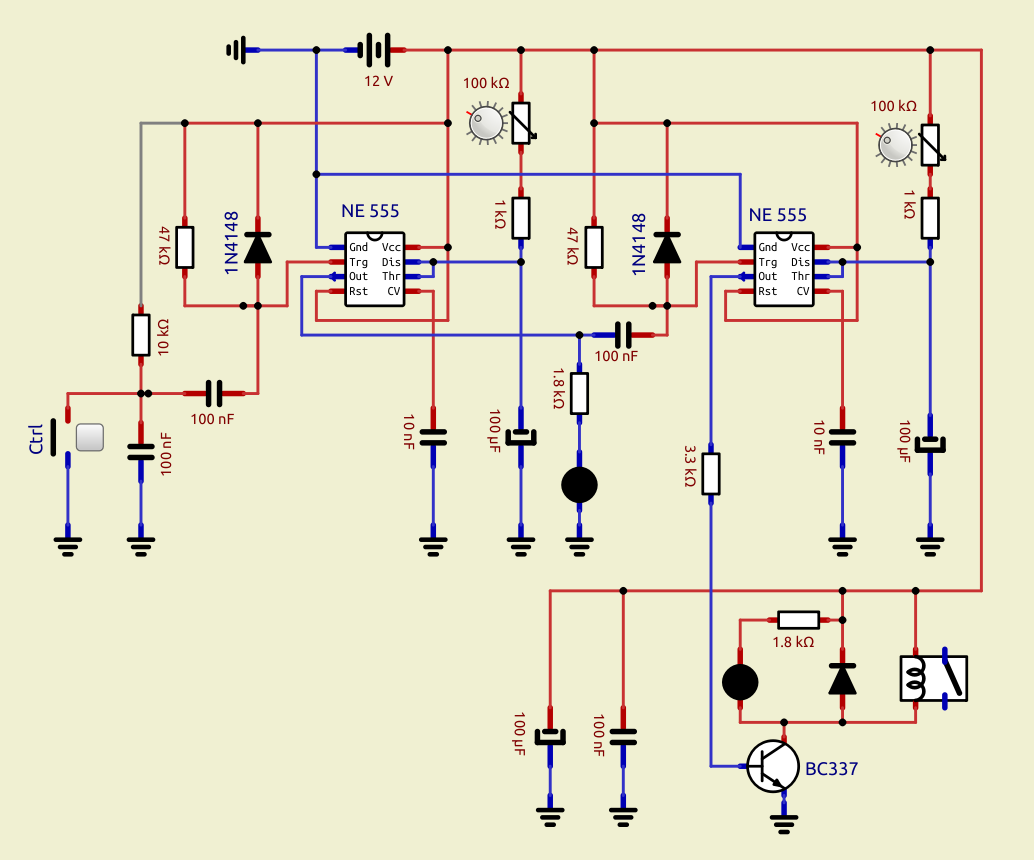 12 V
100 kΩ
100 kΩ
NE 555
NE 555
47 kΩ
1N4148
1 kΩ
47 kΩ
1N4148
1 kΩ
Gnd Vcc
Trg Dis
Out Thr
Rst CV
Gnd Vcc
Trg Dis
Out Thr
Rst CV
10 kΩ
100 nF
100 nF
1.8 kΩ
Ctrl
100 nF
10 nF
100 µF
3.3 kΩ
10 nF
100 µF
1.8 kΩ
100 µF
100 nF
BC337